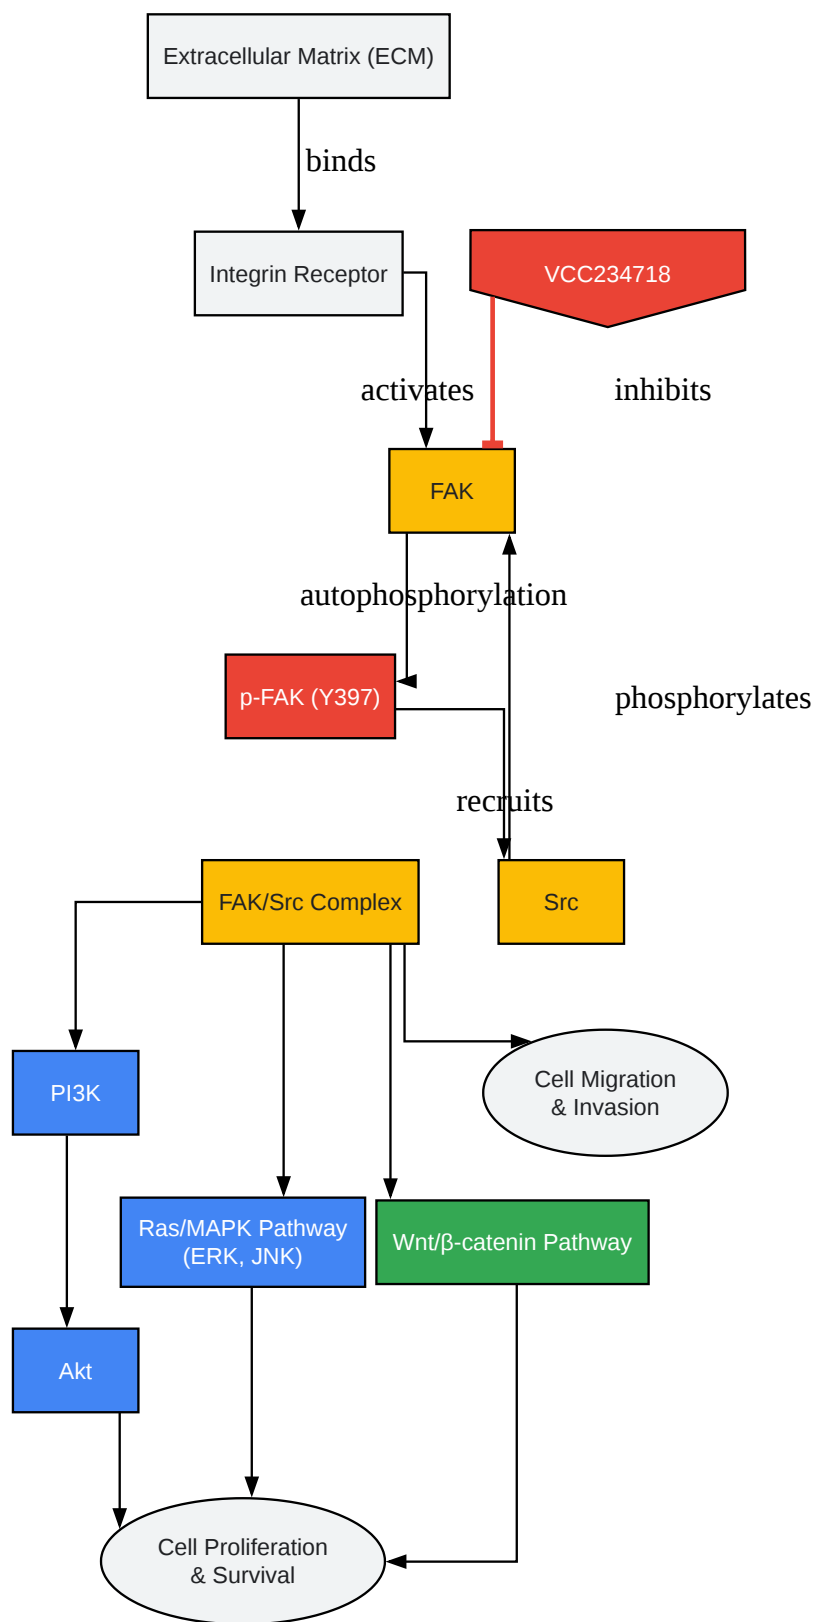 Extracellular Matrix (ECM)
binds
Integrin Receptor
VCC234718
activates
inhibits
FAK
autophosphorylation
p-FAK (Y397)
phosphorylates
recruits
FAK/Src Complex
Src
PI3K
Cell Migration
& Invasion
Ras/MAPK Pathway
(ERK, JNK)
Wnt/β-catenin Pathway
Akt
Cell Proliferation
& Survival